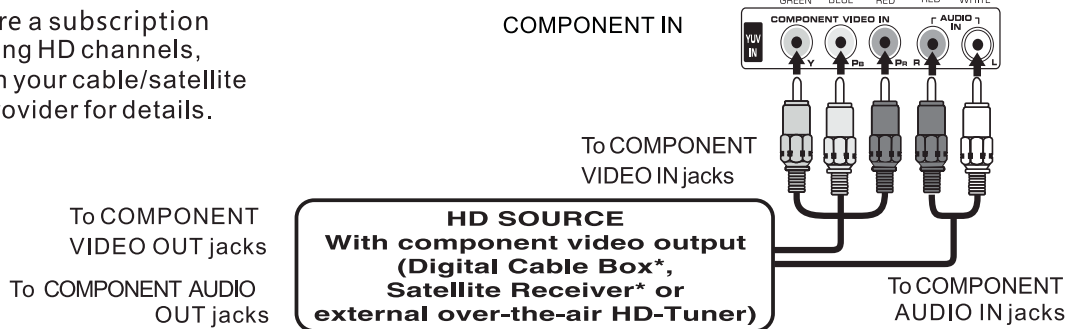 re a subscription
ng HD channels,
your cable/satellite
ovider for details.
COMPONENT IN
GREEN BLUE RED RED WHITE
COMPONENT VIDEO IN
AUDIO
IN
YUV
IN
Y PB PR R L
To COMPONENT
VIDEO IN jacks
To COMPONENT
VIDEO OUT jacks
To COMPONENT AUDIO
OUT jacks
HD SOURCE
With component video output
(Digital Cable Box*,
Satellite Receiver* or
external over-the-air HD-Tuner)
To COMPONENT
AUDIO IN jacks